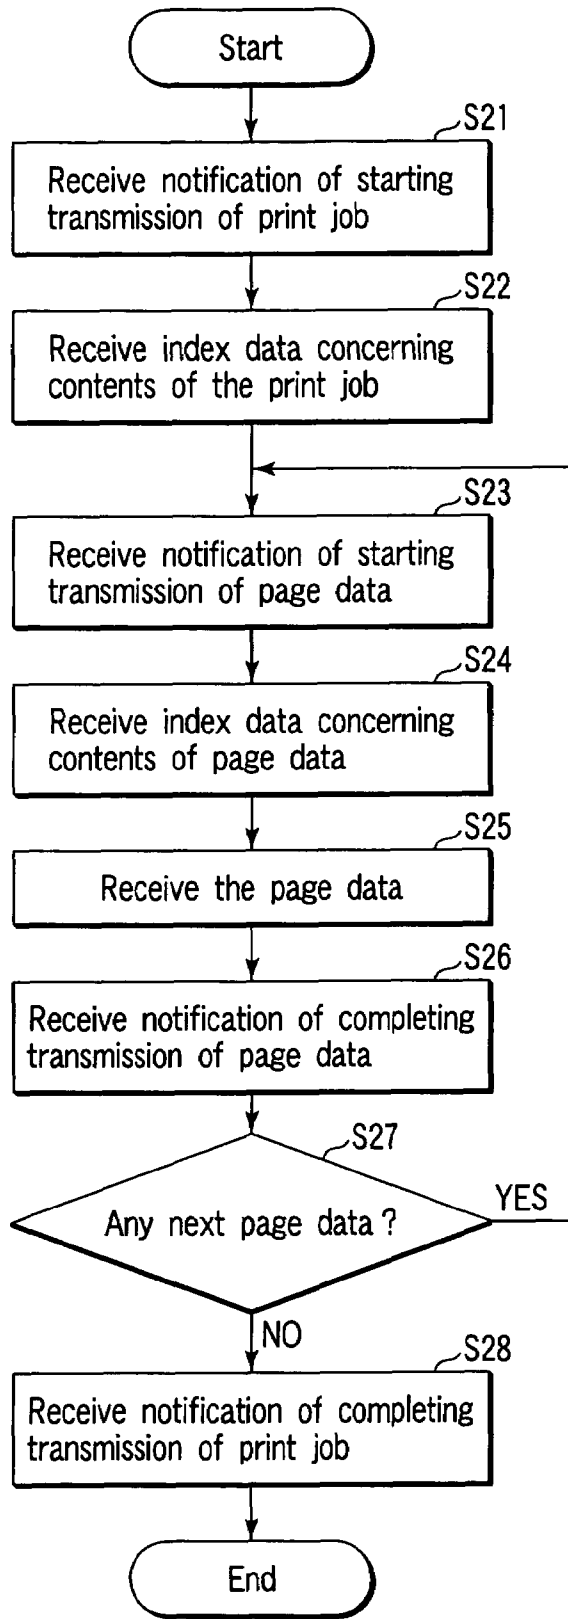 Start
S21
Receive notification of starting
transmission of print job
S22
Receive index data concerning
contents of the print job
S23
Receive notification of starting
transmission of page data
S24
Receive index data concerning
contents of page data
S25
Receive the page data
S26
Receive notification of completing
transmission of page data
S27
Any next page data ?
YES
NO
S28
Receive notification of completing
transmission of print job
End